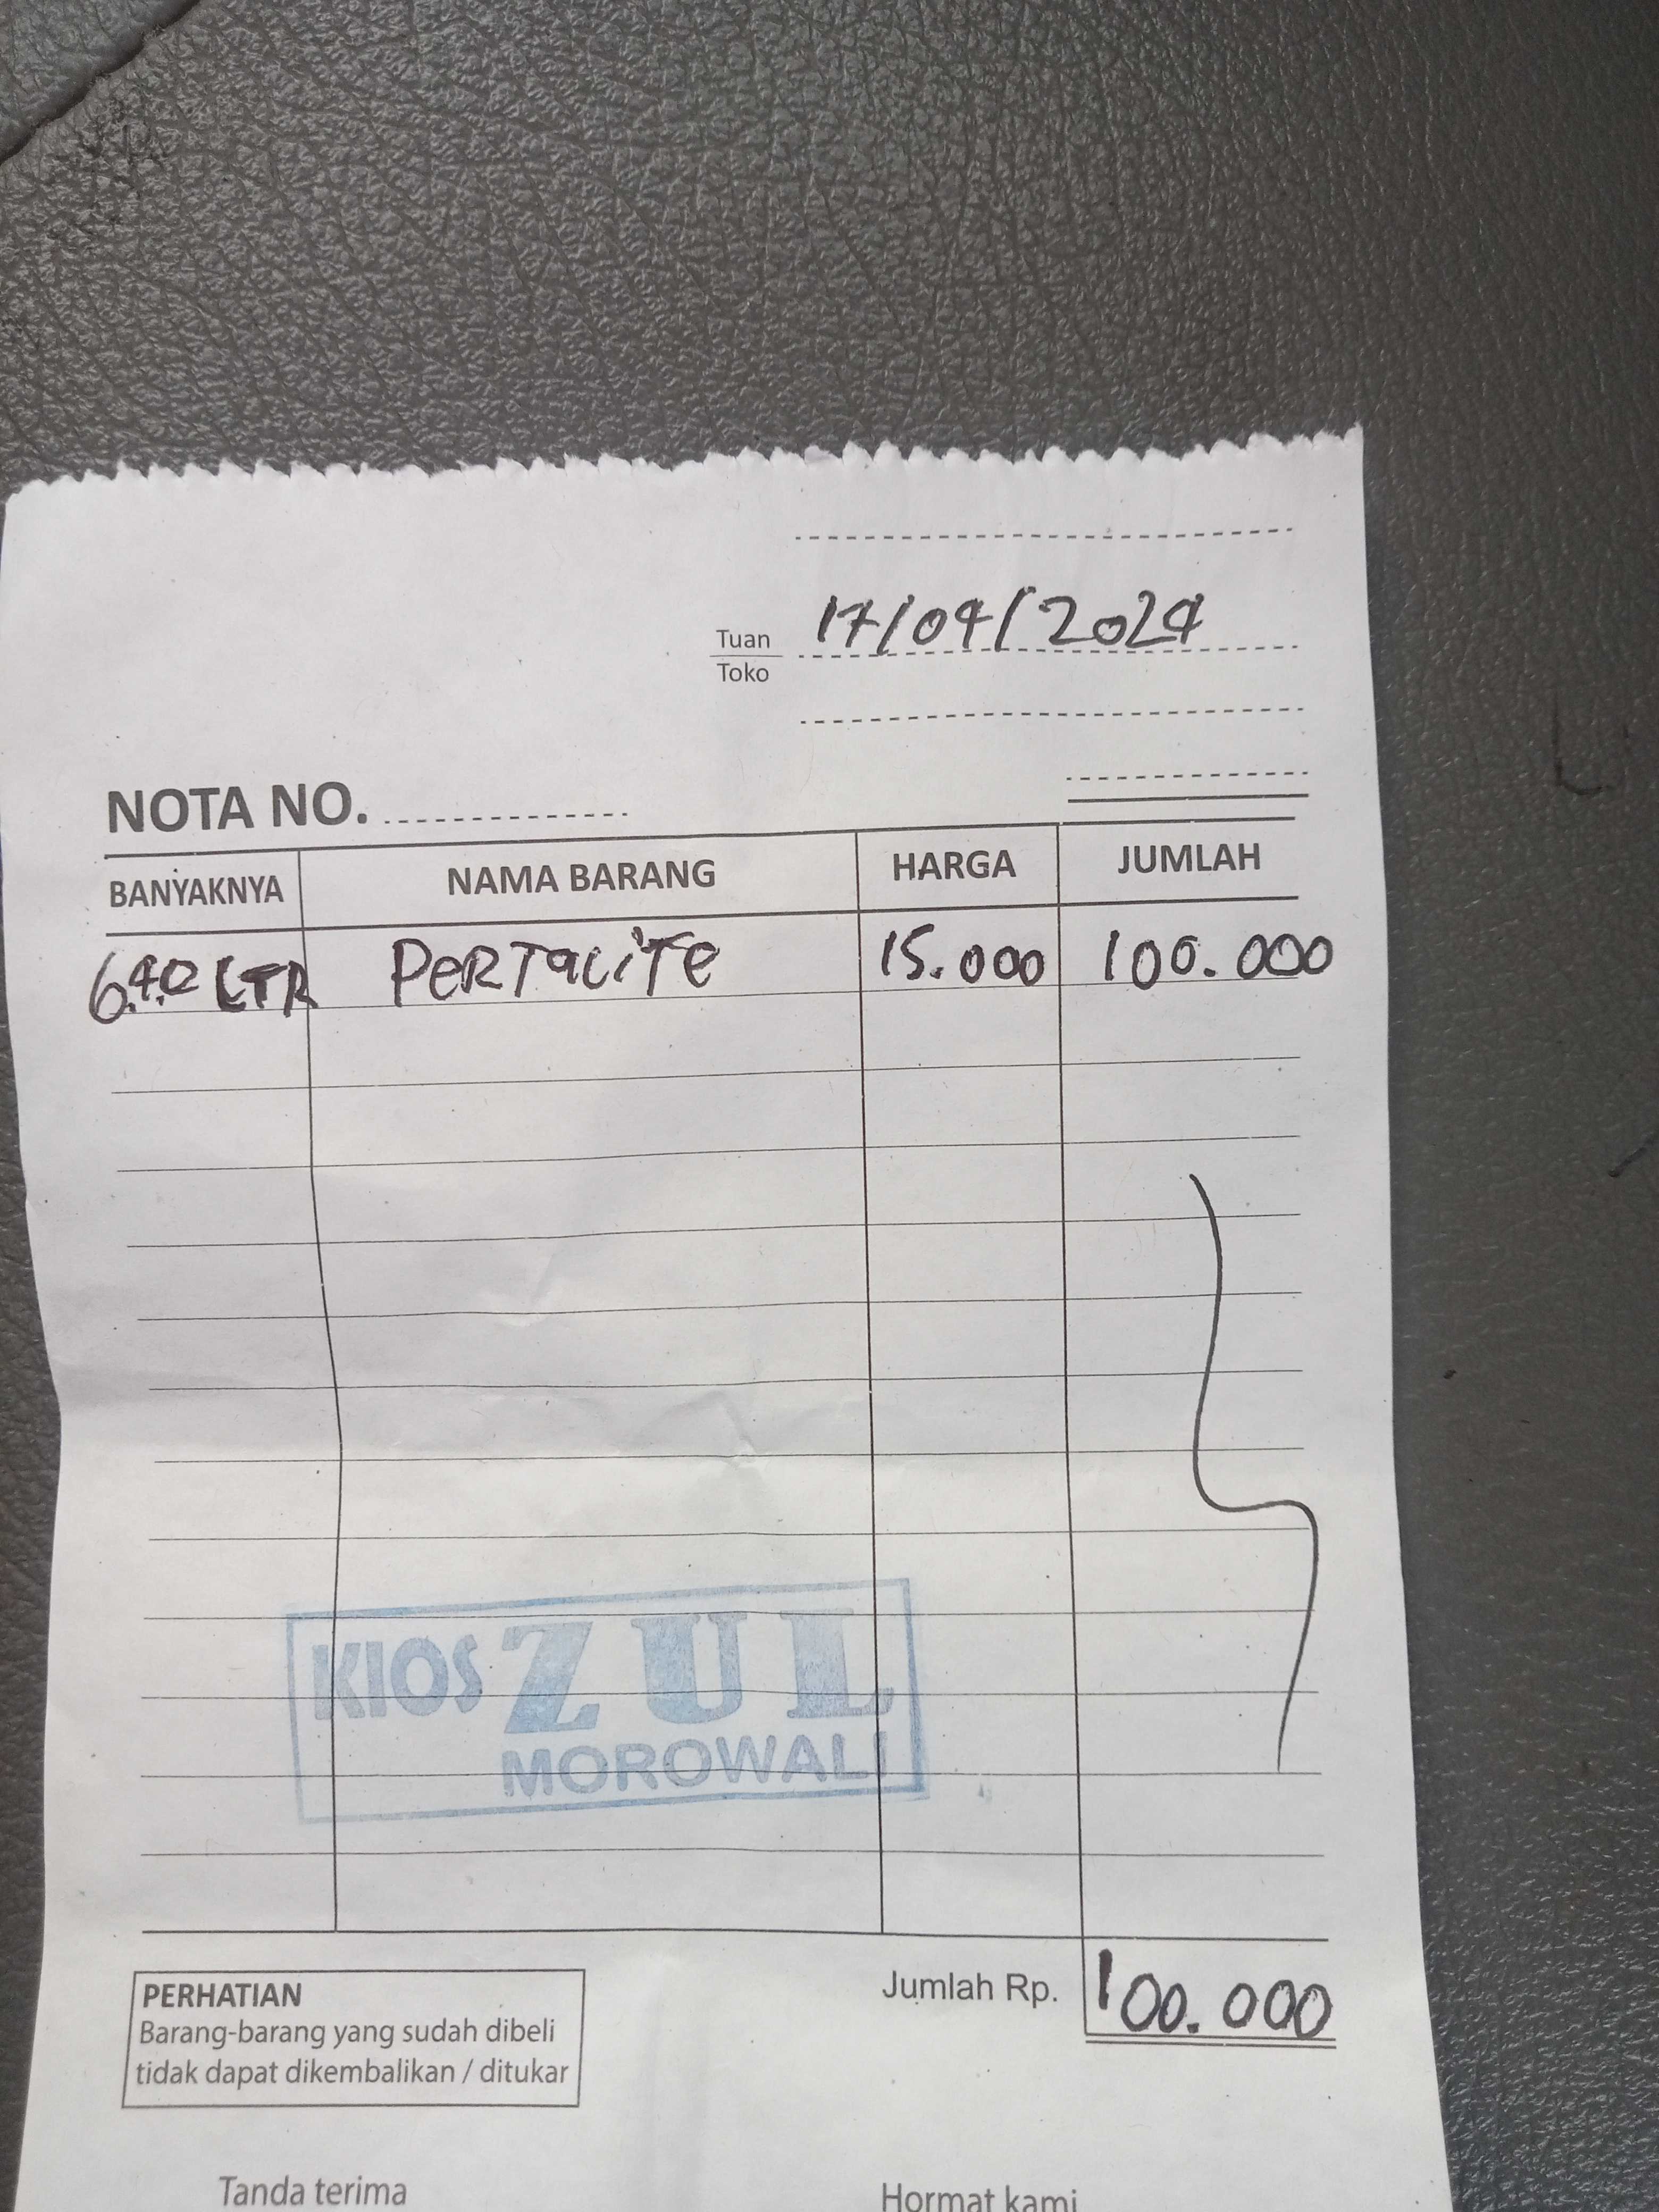 17/04/2024
Tuan
Toko
NOTA NO.
BANYAKNYA NAMA BARANG HARGA JUMLAH
6.40 LTR PERTALITE 15.000 100.000
KIOS ZUL
MOROWALI
Jumlah Rp. 100.000
PERHATIAN
Barang-barang yang sudah dibeli
tidak dapat dikembalikan / ditukar
Tanda terima Hormat kami